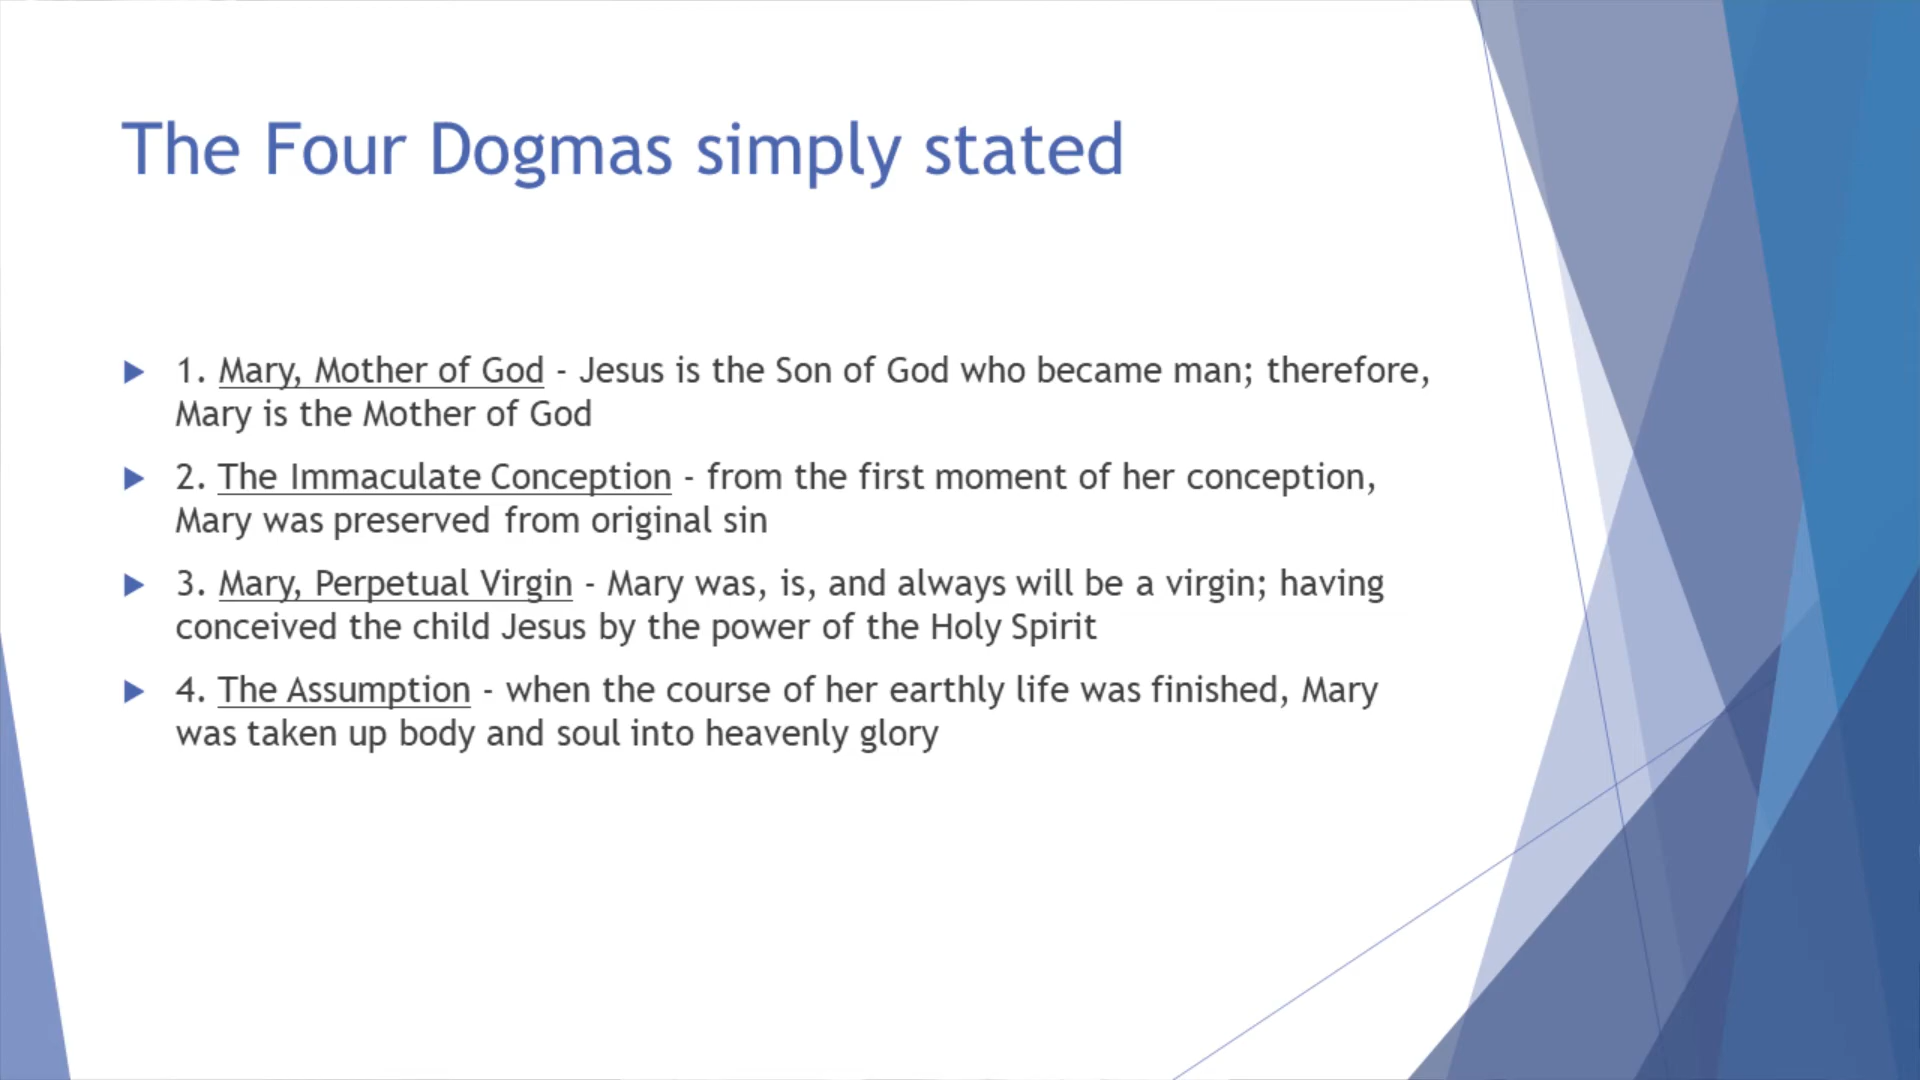 The Four Dogmas simply stated
1. Mary, Mother of God - Jesus is the Son of God who became man; therefore,
Mary is the Mother of God
2. The Immaculate Conception - from the first moment of her conception,
Mary was preserved from original sin
3. Mary, Perpetual Virgin - Mary was, is, and always will be a virgin; having
conceived the child Jesus by the power of the Holy Spirit
4. The Assumption - when the course of her earthly life was finished, Mary
was taken up body and soul into heavenly glory